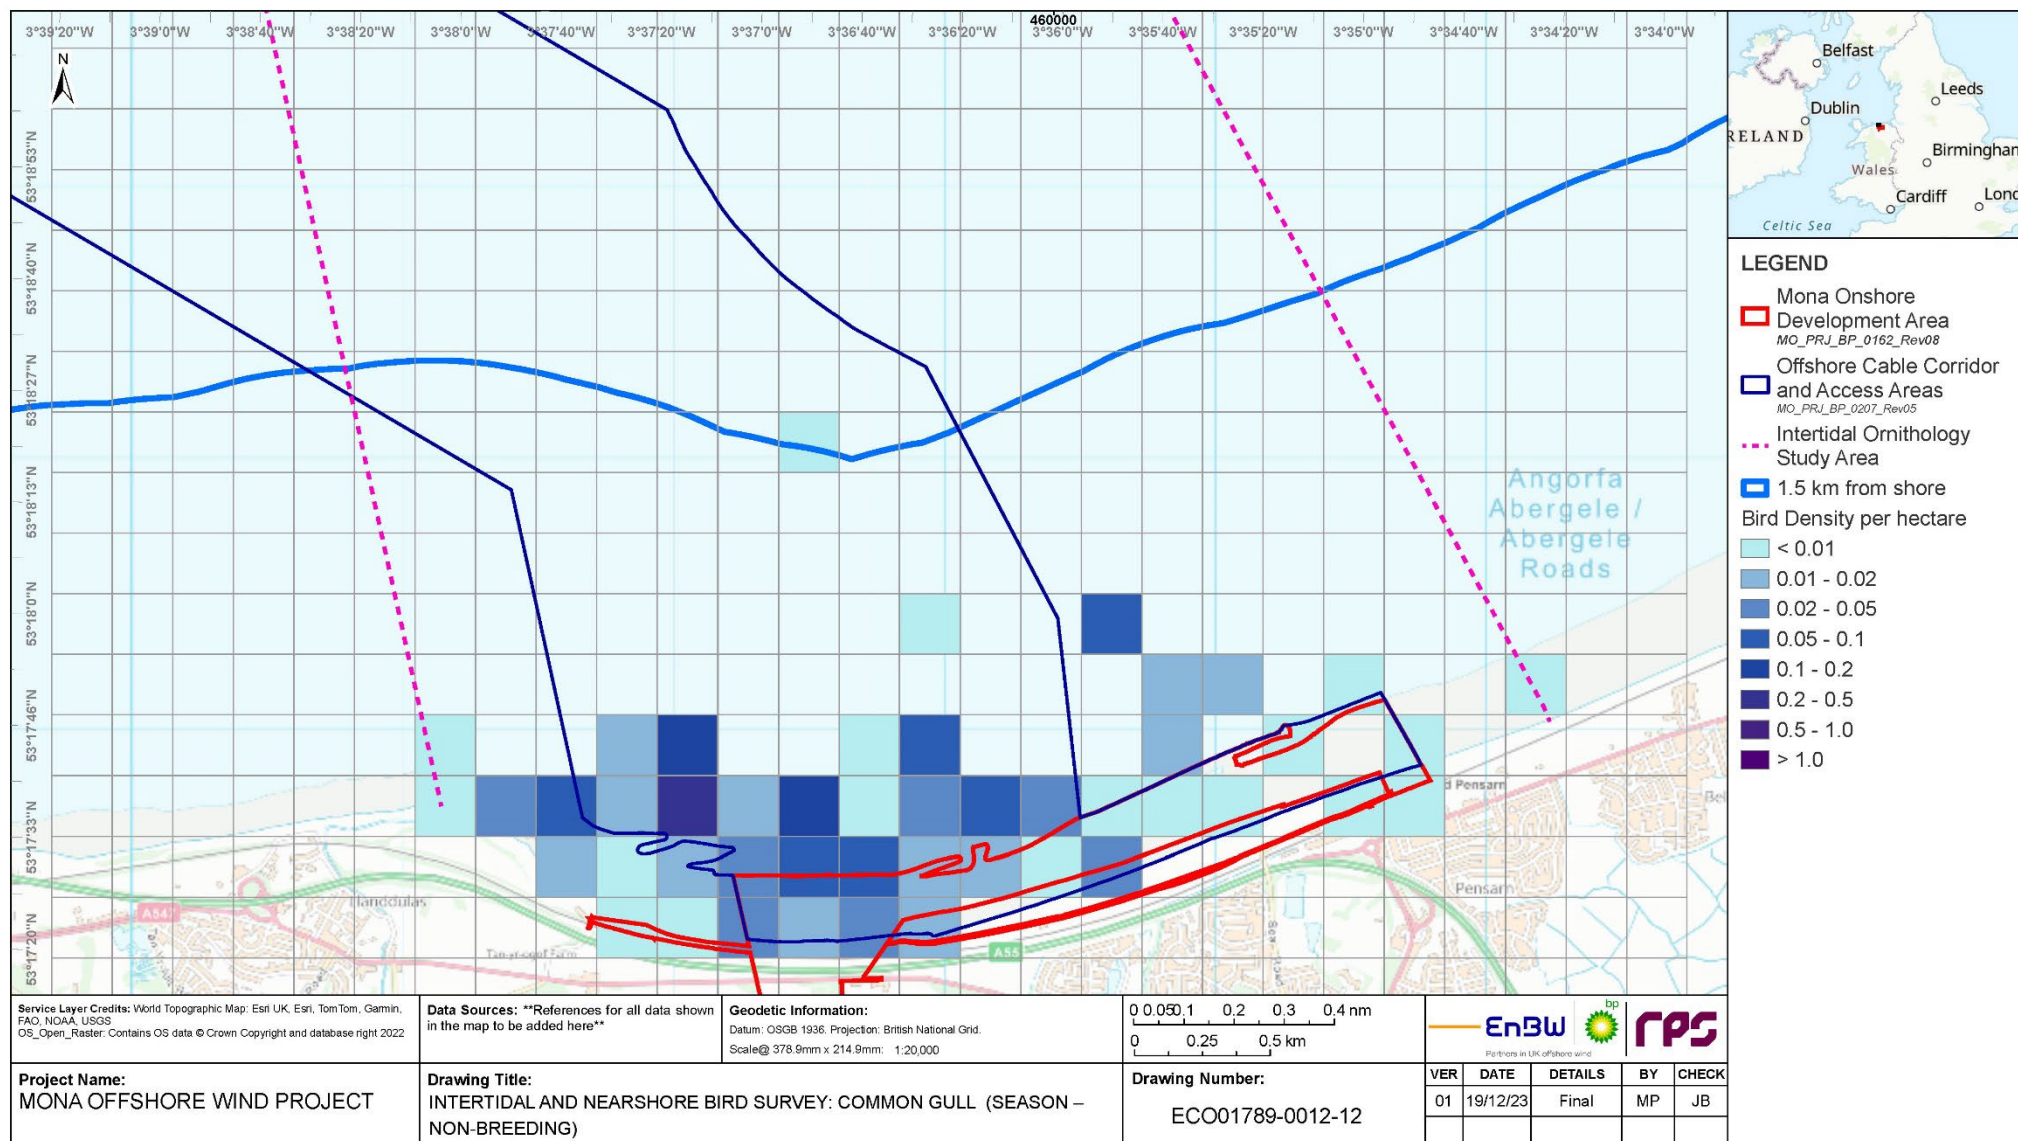 460000
3°39'20"W 3°39'0"W 3°38'40"W 3°38'20"W 3°38'0"W 3°37'40"W 3°37'20"W 3°37'0"W 3°36'40"W 3°36'20"W 3°36'0"W 3°35'40"W 3°35'20"W 3°35'0"W 3°34'40"W 3°34'20"W 3°34'0"W
N
53°18'53"N
53°18'40"N
53°18'27"N
53°18'13"N
53°18'0"N
53°17'46"N
53°17'33"N
53°17'20"N
Angorfa
Abergele /
Abergele
Roads
Pensarn
Pensarn
Llanddulas
A547
A55
Belfast
Leeds
Dublin
RELAND
Birmingham
Wales
Cardiff
Lond
Celtic Sea
LEGEND
Mona Onshore
Development Area
MO_PRJ_BP_0162_Rev08
Offshore Cable Corridor
and Access Areas
MO_PRJ_BP_0207_Rev05
Intertidal Ornithology
Study Area
1.5 km from shore
Bird Density per hectare
< 0.01
0.01 - 0.02
0.02 - 0.05
0.05 - 0.1
0.1 - 0.2
0.2 - 0.5
0.5 - 1.0
> 1.0
Service Layer Credits: World Topographic Map: Esri UK, Esri, TomTom, Garmin,
FAO, NOAA, USGS
OS_Open_Raster: Contains OS data © Crown Copyright and database right 2022
Data Sources: **References for all data shown
in the map to be added here**
Geodetic Information:
Datum: OSGB 1936. Projection: British National Grid.
Scale@ 378.9mm x 214.9mm: 1:20,000
0 0.050.1 0.2 0.3 0.4 nm
0 0.25 0.5 km
EnBW
Partners in UK offshore wind
bp
rps
Project Name:
MONA OFFSHORE WIND PROJECT
Drawing Title:
INTERTIDAL AND NEARSHORE BIRD SURVEY: COMMON GULL (SEASON –
NON-BREEDING)
Drawing Number:
ECO01789-0012-12
VER DATE DETAILS BY CHECK
01 19/12/23 Final MP JB